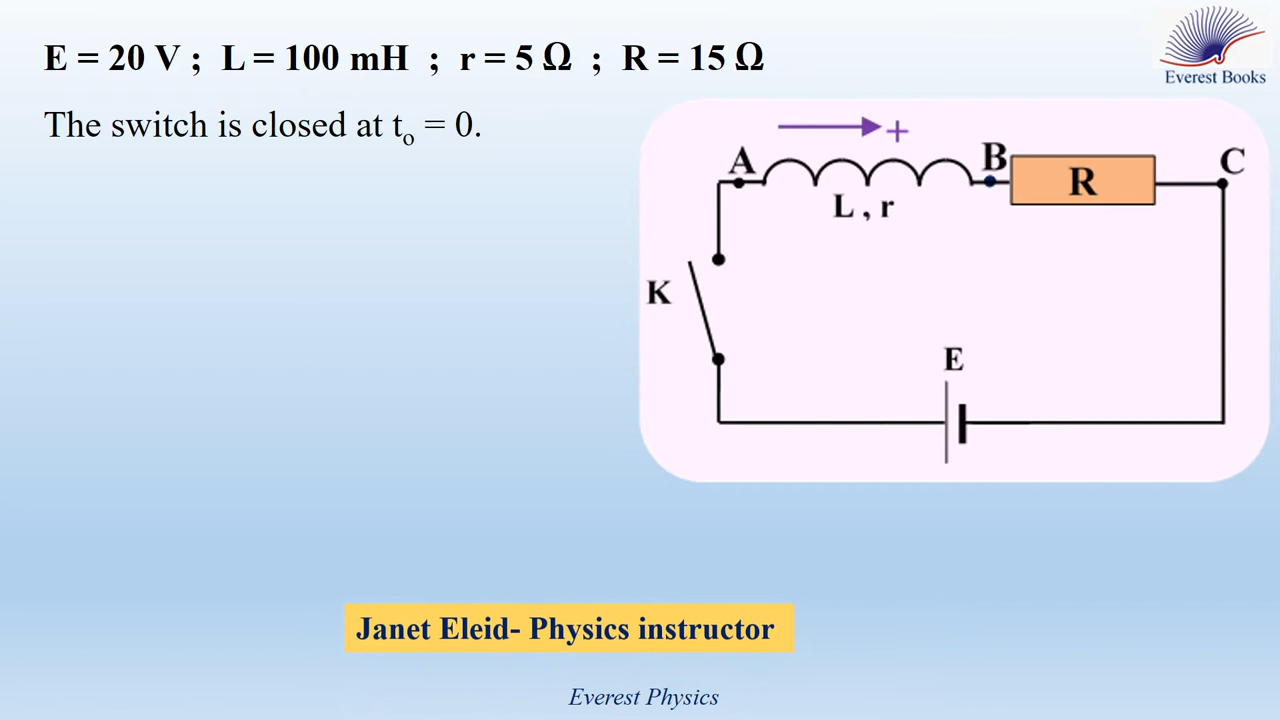 E = 20 V ; L = 100 mH ; r = 5 Ω ; R = 15 Ω
Everest Books
The switch is closed at to = 0.
+
A
B
C
R
L , r
K
E
Janet Eleid- Physics instructor
Everest Physics